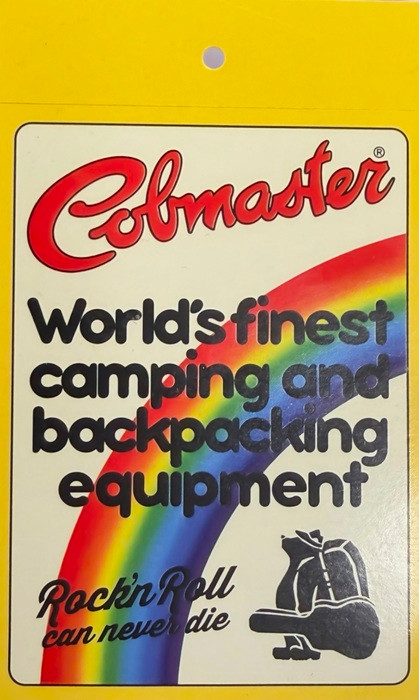 Cobmaster®
World's finest
camping and
backpacking
equipment
Rock'n Roll
can never die